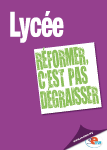 Lycée
RÉFORMER,
C'EST PAS
DÉGRAISSER